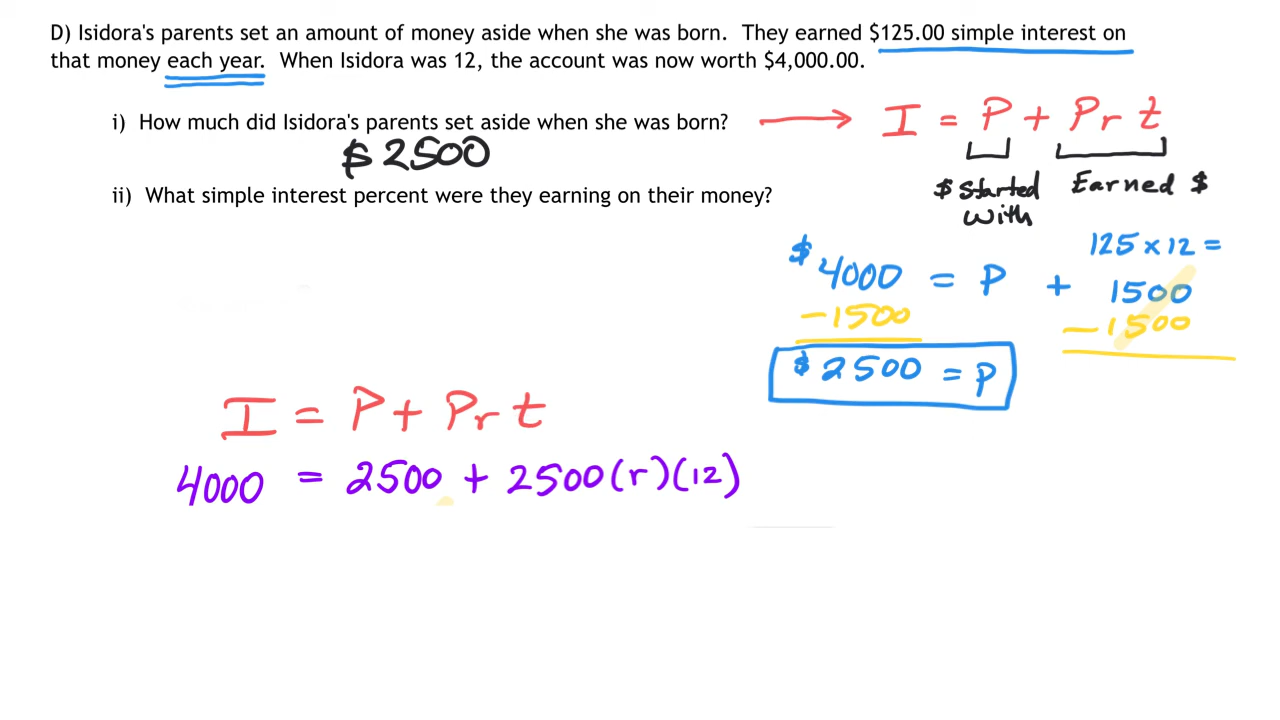 D) Isidora's parents set an amount of money aside when she was born. They earned $125.00 simple interest on
that money each year. When Isidora was 12, the account was now worth $4,000.00.
i) How much did Isidora's parents set aside when she was born?
$2500
ii) What simple interest percent were they earning on their money?
I = P + Prt
$ Started
With
Earned $
125 x 12 =
$4000 = P + 1500
-1500 -1500
$2500 = P
I = P + Prt
4000 = 2500 + 2500(r)(12)